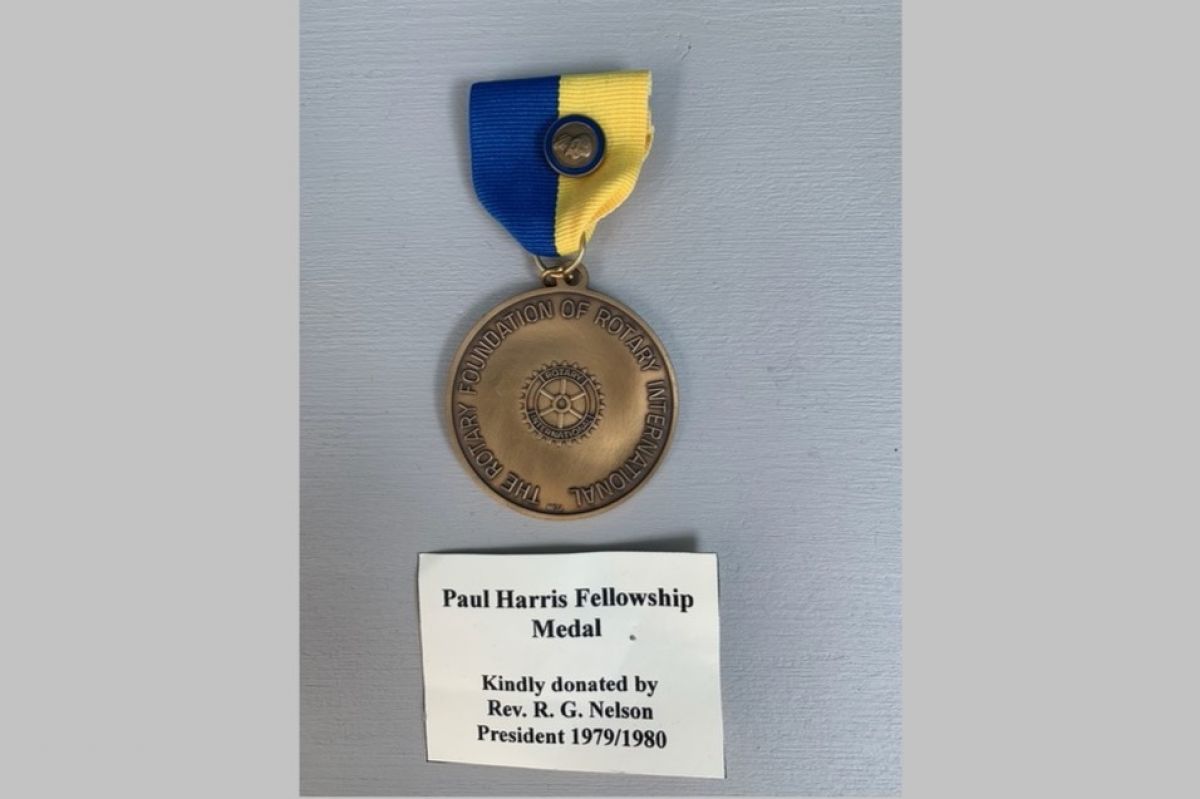 THE ROTARY FOUNDATION OF ROTARY INTERNATIONAL
ROTARY
INTERNATIONAL
Paul Harris Fellowship
Medal
Kindly donated by
Rev. R. G. Nelson
President 1979/1980